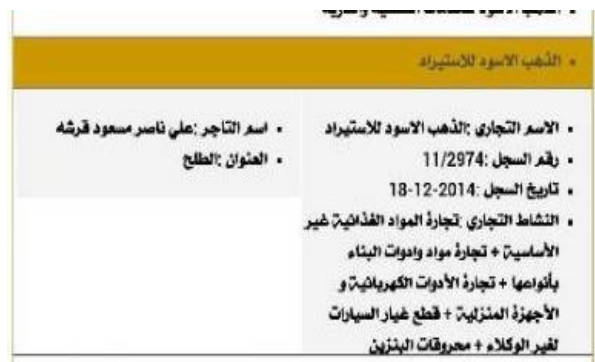 • الذهب الاسود للاستيراد
• الاسم التجاري :الذهب الاسود للاستيراد
• رقم السجل :11/2974
• تاريخ السجل :2014-12-18
• النشاط التجاري :تجارة المواد الغذائية غير
الأساسية + تجارة مواد وادوات البناء
بأنواعها + تجارة الأدوات الكهربائية و
الأجهزة المنزلية + قطع غيار السيارات
لغير الوكلاء + محروقات البنزين
• اسم التاجر :علي ناصر مسعود قرشه
• العنوان :الطلح